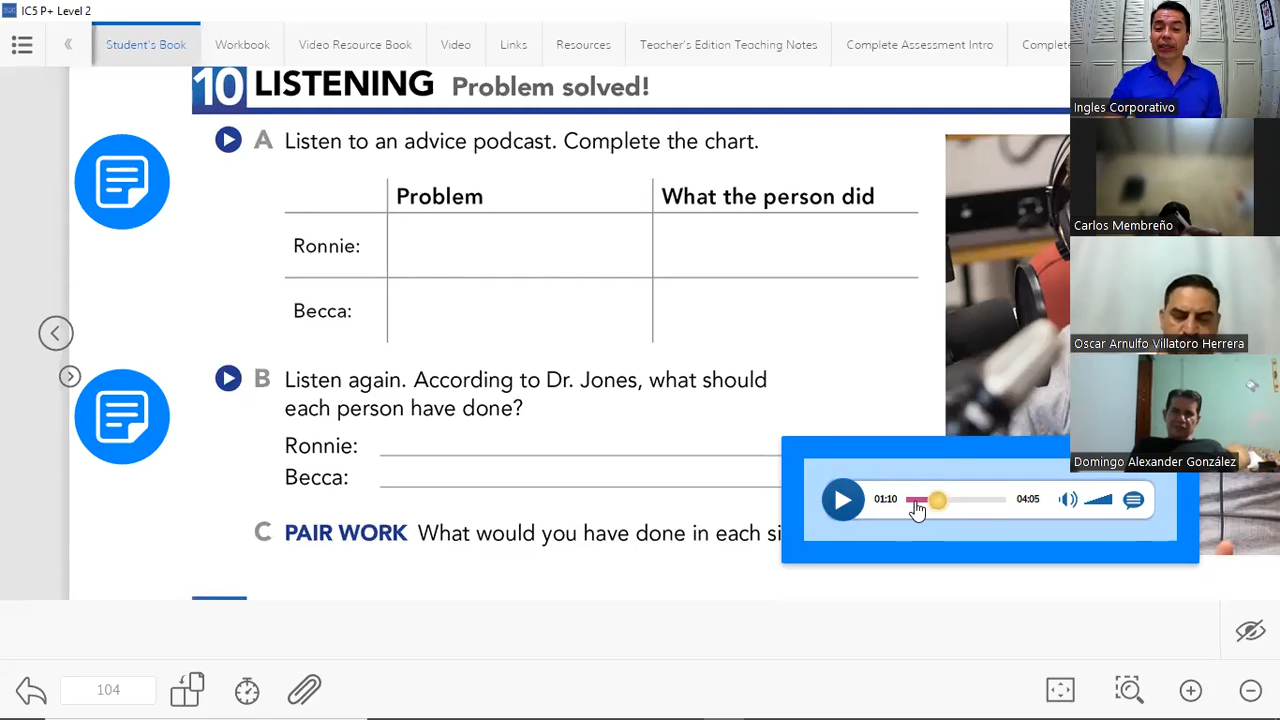 IC5 P+ Level 2
Student's Book
Workbook
Video Resource Book
Video
Links
Resources
Teacher's Edition Teaching Notes
Complete Assessment Intro
Complete
10 LISTENING Problem solved!
A Listen to an advice podcast. Complete the chart.
Problem
What the person did
Ronnie:
Becca:
B Listen again. According to Dr. Jones, what should
each person have done?
Ronnie:
Becca:
C PAIR WORK What would you have done in each si
01:10
04:05
104
Ingles Corporativo
Carlos Membreño
Oscar Arnulfo Villatoro Herrera
Domingo Alexander González